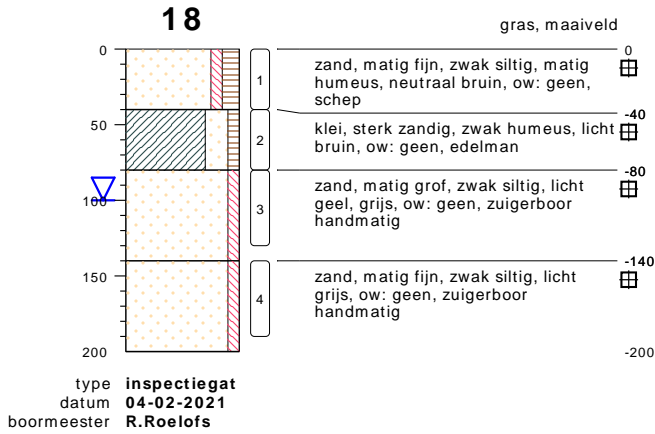 18
gras, maaiveld
0
0
1
zand, matig fijn, zwak siltig, matig
humeus, neutraal bruin, ow: geen,
schep
-40
50
2
klei, sterk zandig, zwak humeus, licht
bruin, ow: geen, edelman
-80
100
3
zand, matig grof, zwak siltig, licht
geel, grijs, ow: geen, zuigerboor
handmatig
-140
150
4
zand, matig fijn, zwak siltig, licht
grijs, ow: geen, zuigerboor
handmatig
200
-200
type inspectiegat
datum 04-02-2021
boormeester R.Roelofs